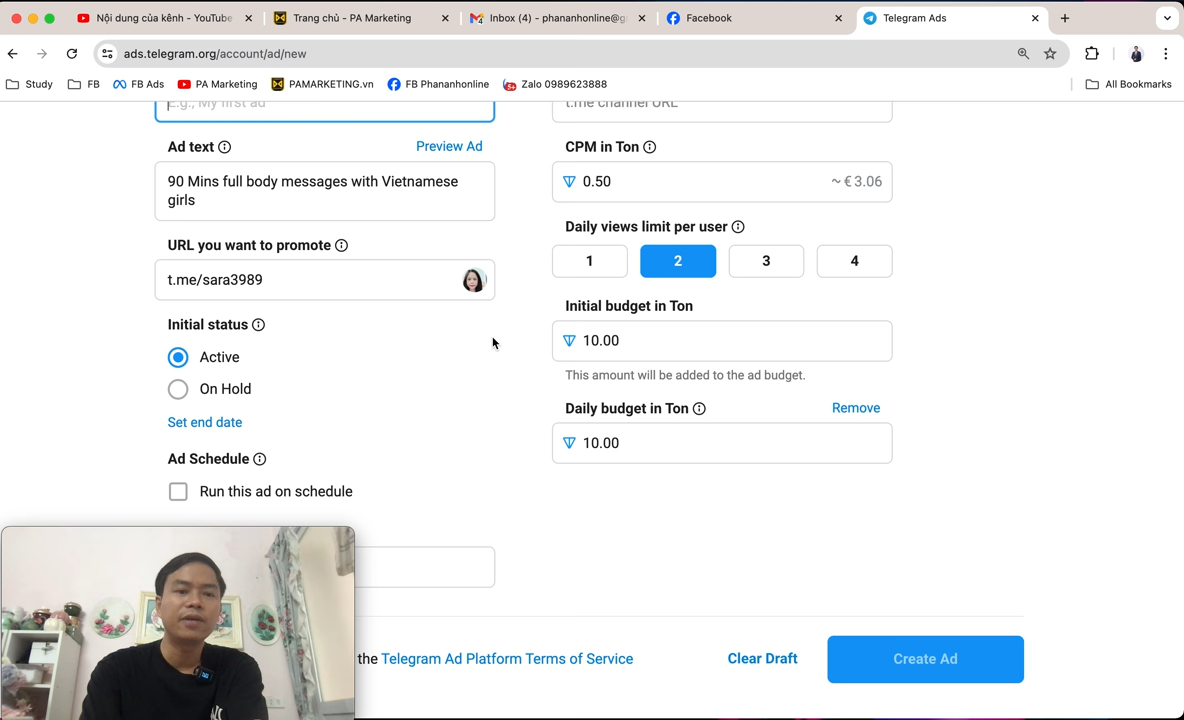 Nội dung của kênh - YouTube
Trang chủ - PA Marketing
Inbox (4) - phananhonline@g
Facebook
Telegram Ads
ads.telegram.org/account/ad/new
Study
FB
FB Ads
PA Marketing
PAMARKETING.vn
FB Phananhonline
5+
Zalo 0989623888
All Bookmarks
E.g., My first ad
t.me channel URL
Ad text
Preview Ad
90 Mins full body messages with Vietnamese
girls
URL you want to promote
t.me/sara3989
Initial status
Active
On Hold
Set end date
Ad Schedule
Run this ad on schedule
CPM in Ton
0.50
~ € 3.06
Daily views limit per user
1
2
3
4
Initial budget in Ton
10.00
This amount will be added to the ad budget.
Daily budget in Ton
Remove
10.00
the Telegram Ad Platform Terms of Service
Clear Draft
Create Ad